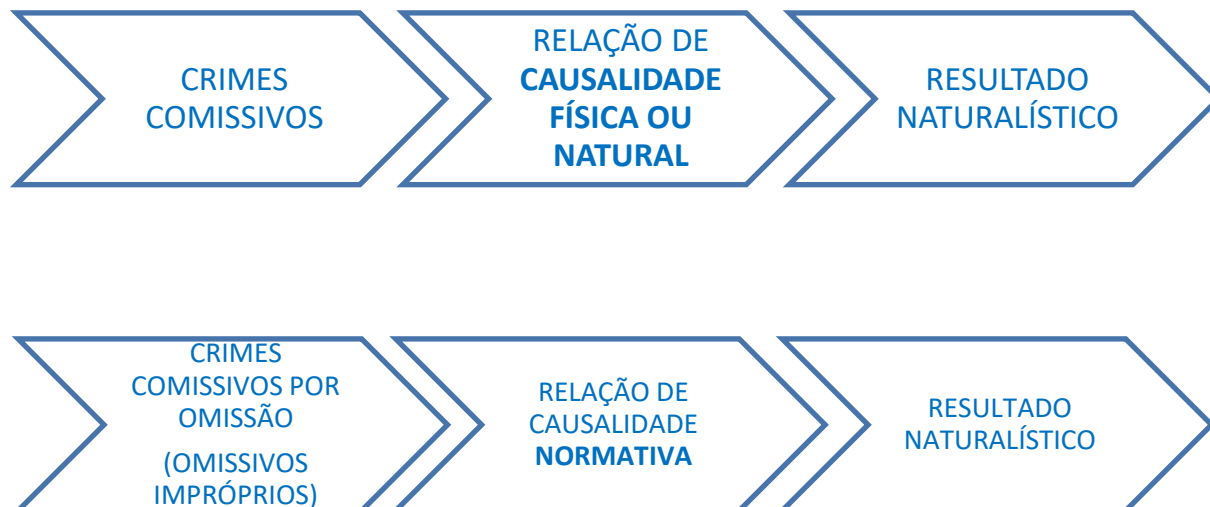 CRIMES
COMISSIVOS
RELAÇÃO DE
CAUSALIDADE
FÍSICA OU
NATURAL
RESULTADO
NATURALÍSTICO
CRIMES
COMISSIVOS POR
OMISSÃO
(OMISSIVOS
IMPRÓPRIOS)
RELAÇÃO DE
CAUSALIDADE
NORMATIVA
RESULTADO
NATURALÍSTICO